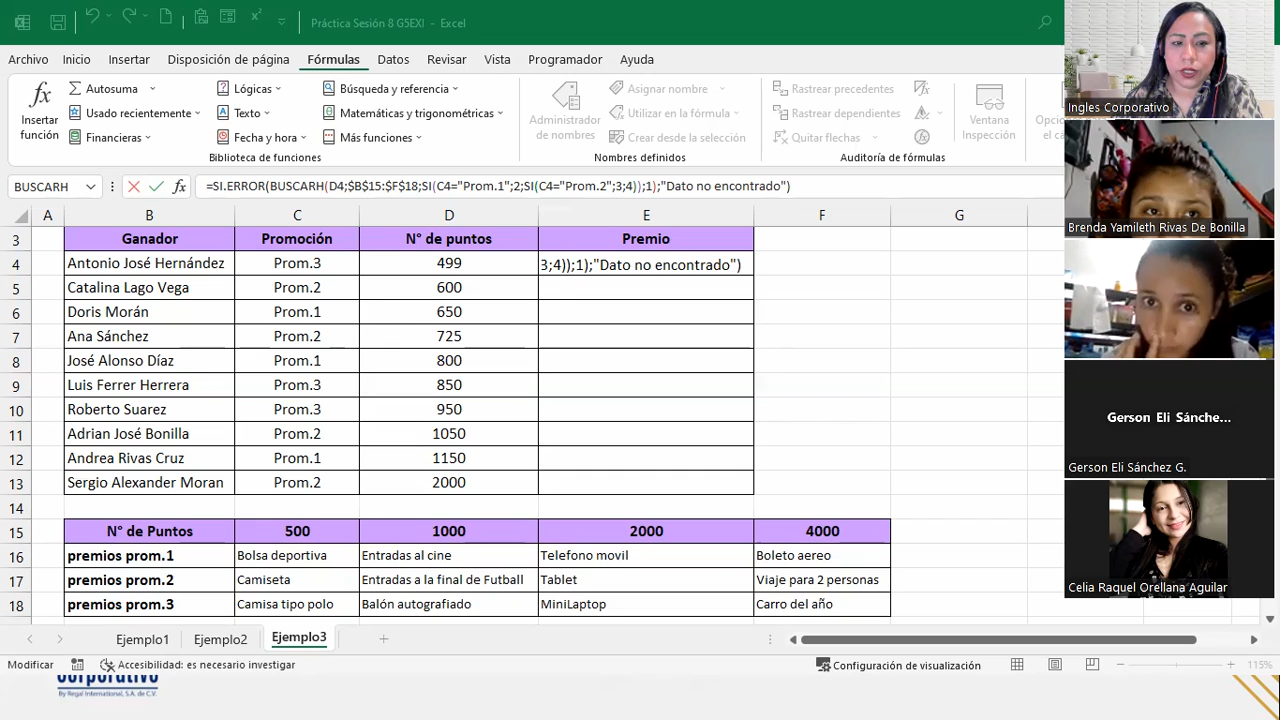 Práctica Sesión 8 G3EXI - Excel
Archivo Inicio Insertar Disposición de página Fórmulas Datos Revisar Vista Programador Ayuda
Insertar función
Autosuma
Usado recientemente
Financieras
Lógicas
Texto
Fecha y hora
Búsqueda y referencia
Matemáticas y trigonométricas
Más funciones
Biblioteca de funciones
Administrador de nombres
Asignar nombre
Utilizar en la fórmula
Nombres definidos
Auditoría de fórmulas
Ventana Inspección
BUSCARH
=SI.ERROR(BUSCARH(D4;$B$15:$F$18;SI(C4="Prom.1";2;SI(C4="Prom.2";3;4));1);"Dato no encontrado")
A B C D E F G
3 Ganador Promoción N° de puntos Premio
4 Antonio José Hernández Prom.3 499 3;4));1);"Dato no encontrado")
5 Catalina Lago Vega Prom.2 600
6 Doris Morán Prom.1 650
7 Ana Sánchez Prom.2 725
8 José Alonso Díaz Prom.1 800
9 Luis Ferrer Herrera Prom.3 850
10 Roberto Suarez Prom.3 950
11 Adrian José Bonilla Prom.2 1050
12 Andrea Rivas Cruz Prom.1 1150
13 Sergio Alexander Moran Prom.2 2000
14
15 N° de Puntos 500 1000 2000 4000
16 premios prom.1 Bolsa deportiva Entradas al cine Telefono movil Boleto aereo
17 premios prom.2 Camiseta Entradas a la final de Futball Tablet Viaje para 2 personas
18 premios prom.3 Camisa tipo polo Balón autografiado MiniLaptop Carro del año
Ejemplo1 Ejemplo2 Ejemplo3
Modificar Accesibilidad: es necesario investigar Configuración de visualización 115%
Corporativo
By Regal International, S.A. de C.V.
Ingles Corporativo
Brenda Yamileth Rivas De Bonilla
Gerson Eli Sánche...
Gerson Eli Sánchez G.
Celia Raquel Orellana Aguilar